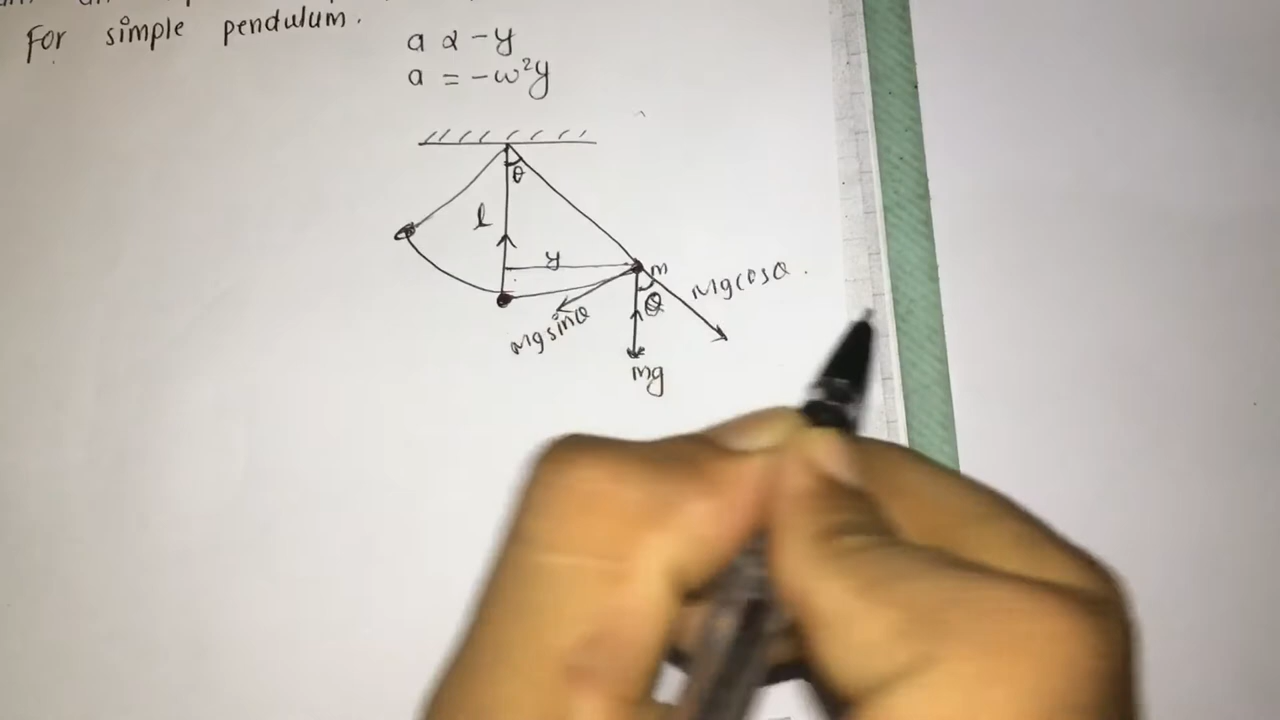 For simple pendulum.
a α -y
a = -ω²y
θ
l
y
m
Mgcosθ.
θ
Mgsinθ
mg